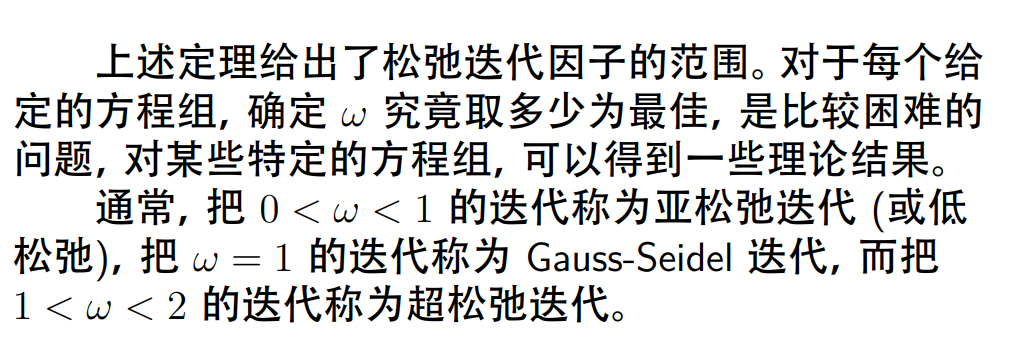 上述定理给出了松弛迭代因子的范围。对于每个给
定的方程组, 确定 ω 究竟取多少为最佳, 是比较困难的
问题, 对某些特定的方程组, 可以得到一些理论结果。
通常, 把 0 < ω < 1 的迭代称为亚松弛迭代 (或低
松弛), 把 ω = 1 的迭代称为 Gauss-Seidel 迭代, 而把
1 < ω < 2 的迭代称为超松弛迭代。